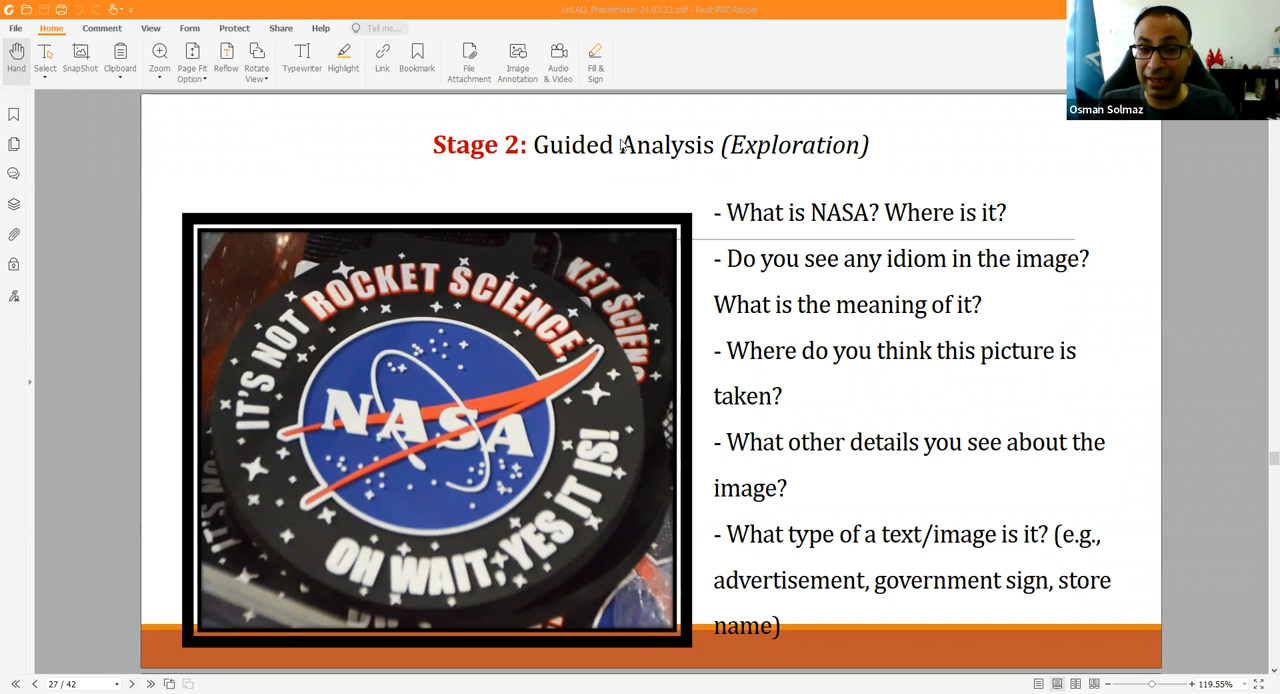 LoCALL Presentation 24.02.22.pdf - Foxit PDF Reader
File Home Comment View Form Protect Share Help Tell me...
Hand Select SnapShot Clipboard Zoom Page Fit Option Reflow Rotate View Typewriter Highlight Link Bookmark File Attachment Image Annotation Audio & Video Fill & Sign
Osman Solmaz
Stage 2: Guided Analysis (Exploration)
IT'S NOT ROCKET SCIENCE,
NASA
OH WAIT, YES IT IS!
KET SCIENC
IT'S NO
- What is NASA? Where is it?
- Do you see any idiom in the image?
What is the meaning of it?
- Where do you think this picture is
taken?
- What other details you see about the
image?
- What type of a text/image is it? (e.g.,
advertisement, government sign, store
name)
27 / 42
119.55%